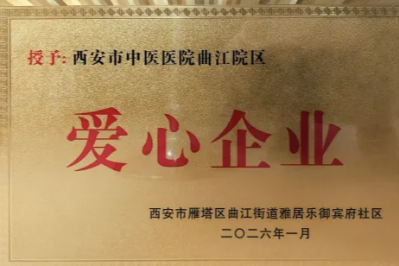 授予:西安市中医医院曲江院区
爱心企业
西安市雁塔区曲江街道雅居乐御宾府社区
二〇二六年一月